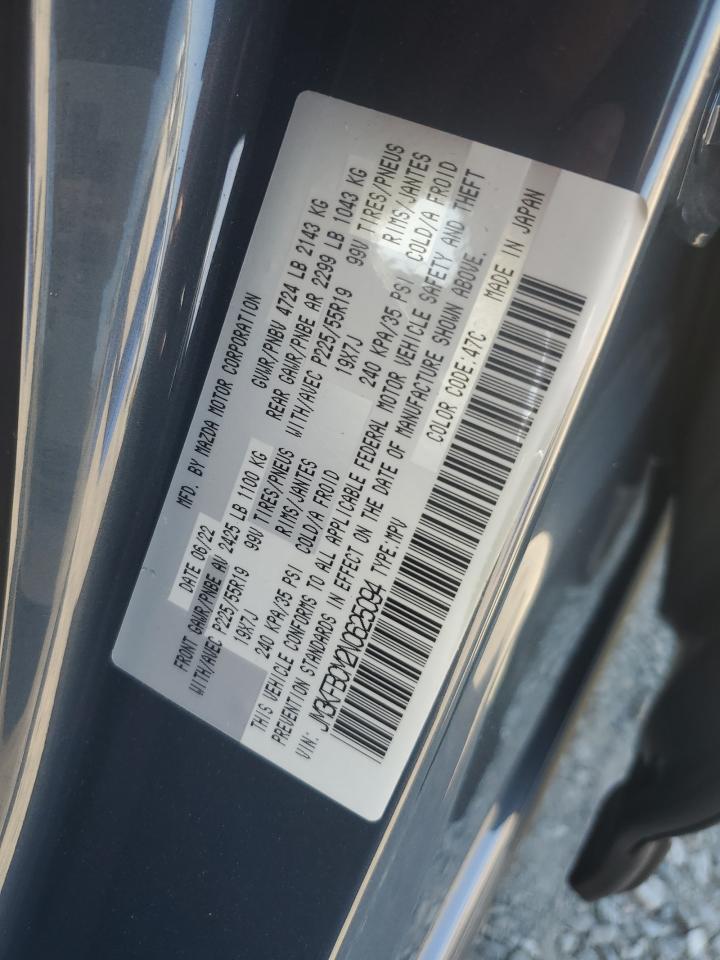 MFD. BY MAZDA MOTOR CORPORATION
DATE 06/22 GVWR/PNBV 4724 LB 2143 KG
FRONT GAWR/PNBE AV 2425 LB 1100 KG REAR GAWR/PNBE AR 2299 LB 1043 KG
WITH/AVEC P225/55R19 99V TIRES/PNEUS WITH/AVEC P225/55R19 99V TIRES/PNEUS
19X7J RIMS/JANTES 19X7J RIMS/JANTES
240 KPA/35 PSI COLD/A FROID 240 KPA/35 PSI COLD/A FROID
THIS VEHICLE CONFORMS TO ALL APPLICABLE FEDERAL MOTOR VEHICLE SAFETY AND THEFT
PREVENTION STANDARDS IN EFFECT ON THE DATE OF MANUFACTURE SHOWN ABOVE.
VIN: JM3KFBDM2N0625094 TYPE:MPV COLOR CODE:47C MADE IN JAPAN